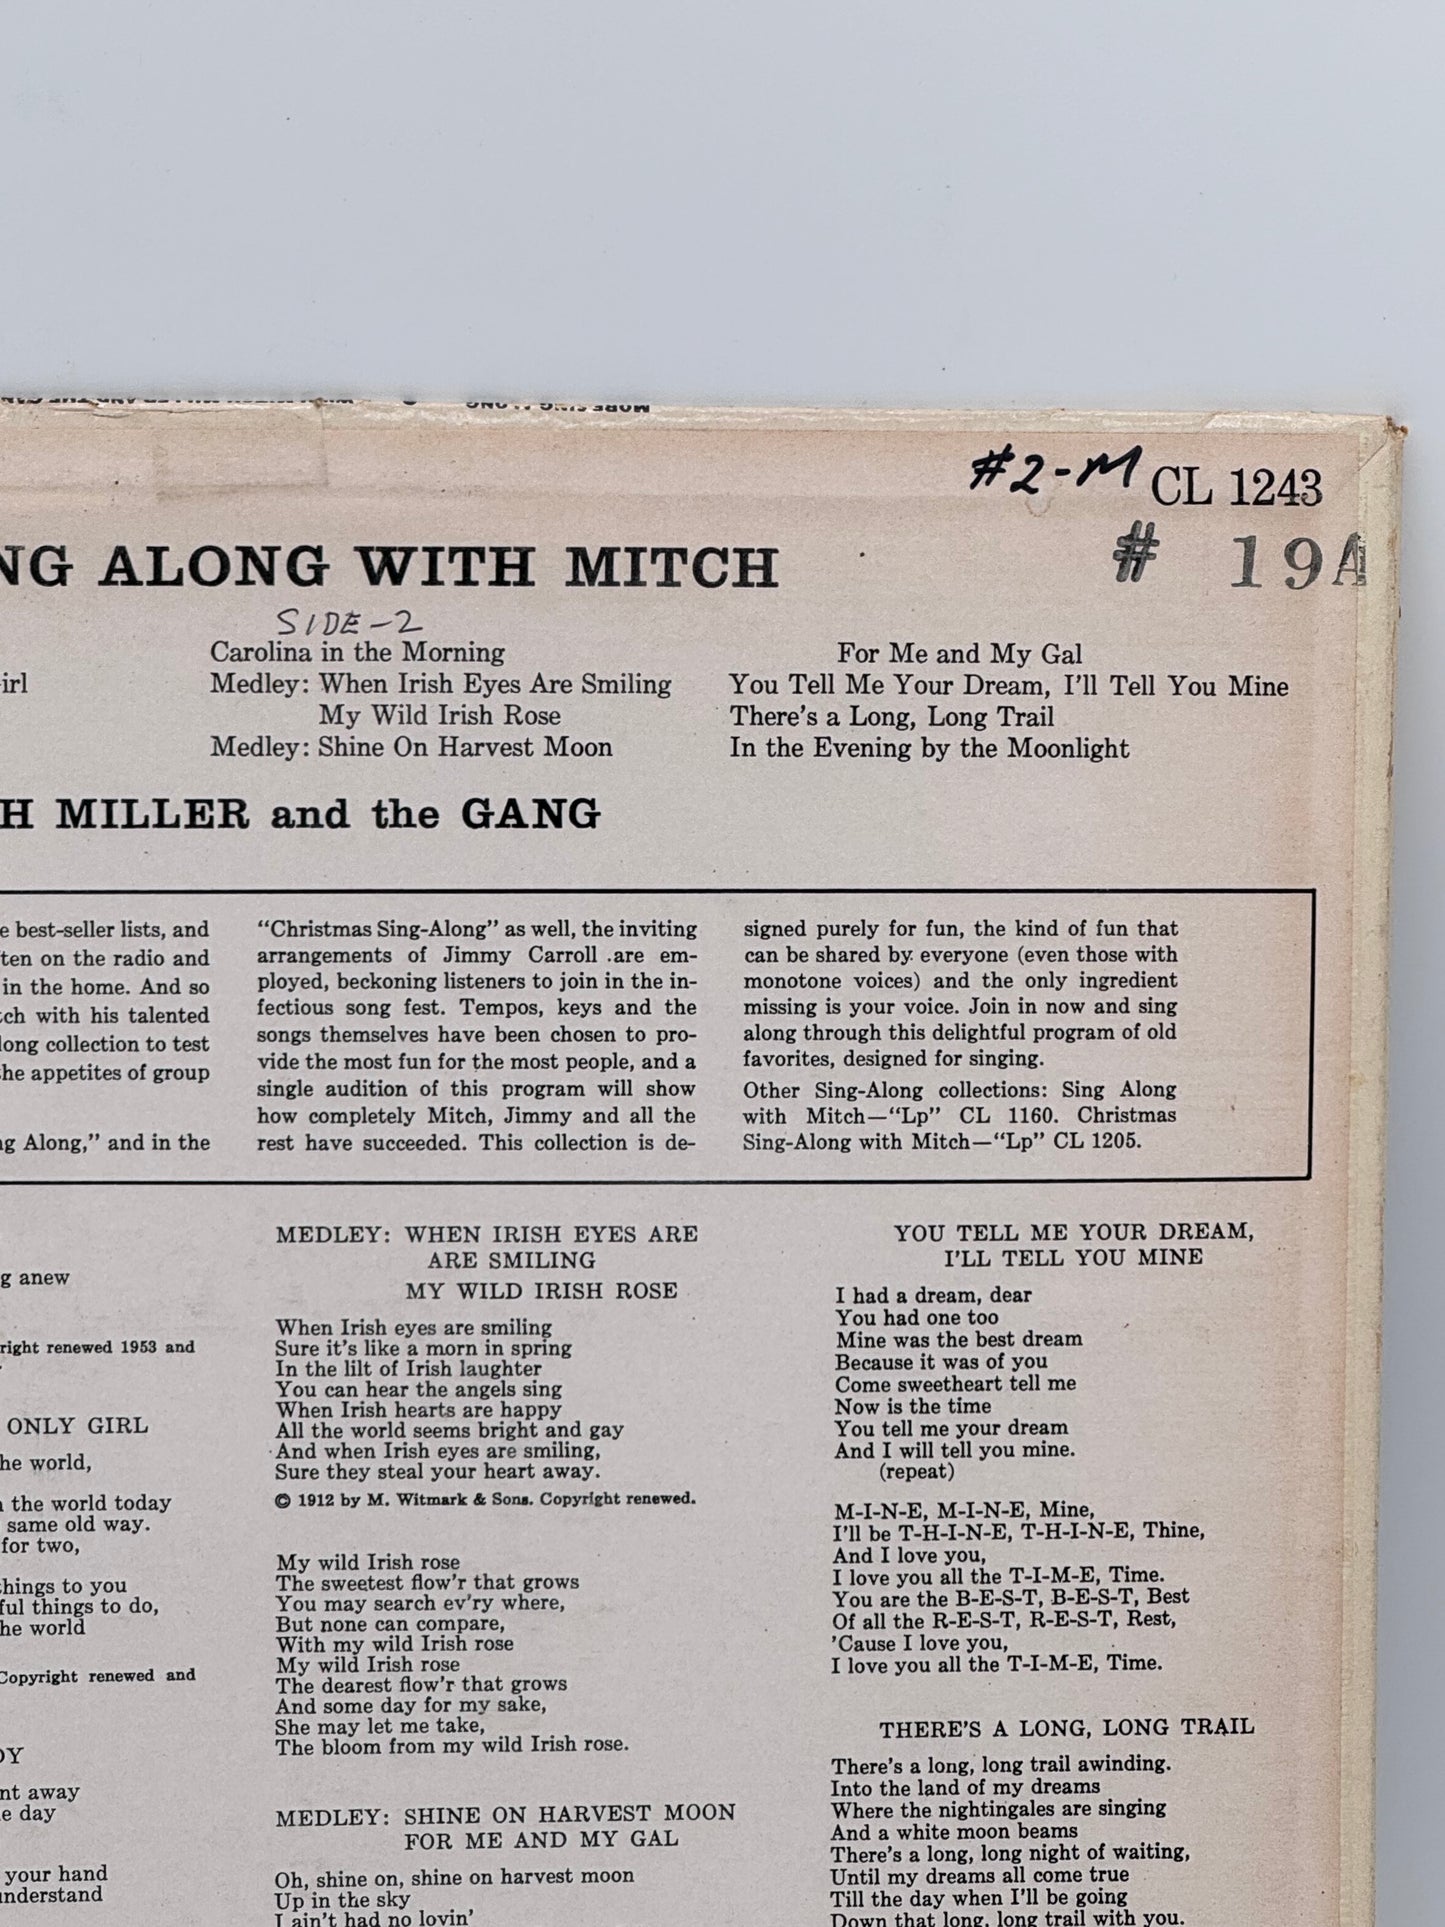 #2-M CL 1243
# 19A
NG ALONG WITH MITCH
SIDE-2
Carolina in the Morning
Medley: When Irish Eyes Are Smiling
My Wild Irish Rose
Medley: Shine On Harvest Moon
For Me and My Gal
You Tell Me Your Dream, I'll Tell You Mine
There's a Long, Long Trail
In the Evening by the Moonlight
irl
H MILLER and the GANG
e best-seller lists, and
ten on the radio and
in the home. And so
tch with his talented
long collection to test
he appetites of group
ng Along," and in the
"Christmas Sing-Along" as well, the inviting
arrangements of Jimmy Carroll .are em-
ployed, beckoning listeners to join in the in-
fectious song fest. Tempos, keys and the
songs themselves have been chosen to pro-
vide the most fun for the most people, and a
single audition of this program will show
how completely Mitch, Jimmy and all the
rest have succeeded. This collection is de-
signed purely for fun, the kind of fun that
can be shared by everyone (even those with
monotone voices) and the only ingredient
missing is your voice. Join in now and sing
along through this delightful program of old
favorites, designed for singing.
Other Sing-Along collections: Sing Along
with Mitch—"Lp" CL 1160. Christmas
Sing-Along with Mitch—"Lp" CL 1205.
g anew
right renewed 1953 and
ONLY GIRL
he world,
the world today
same old way.
for two,
things to you
ful things to do,
he world
Copyright renewed and
OY
nt away
e day
your hand
understand
MEDLEY: WHEN IRISH EYES ARE
ARE SMILING
MY WILD IRISH ROSE
When Irish eyes are smiling
Sure it's like a morn in spring
In the lilt of Irish laughter
You can hear the angels sing
When Irish hearts are happy
All the world seems bright and gay
And when Irish eyes are smiling,
Sure they steal your heart away.
© 1912 by M. Witmark & Sons. Copyright renewed.
My wild Irish rose
The sweetest flow'r that grows
You may search ev'ry where,
But none can compare,
With my wild Irish rose
My wild Irish rose
The dearest flow'r that grows
And some day for my sake,
She may let me take,
The bloom from my wild Irish rose.
MEDLEY: SHINE ON HARVEST MOON
FOR ME AND MY GAL
Oh, shine on, shine on harvest moon
Up in the sky
I ain't had no lovin'
YOU TELL ME YOUR DREAM,
I'LL TELL YOU MINE
I had a dream, dear
You had one too
Mine was the best dream
Because it was of you
Come sweetheart tell me
Now is the time
You tell me your dream
And I will tell you mine.
(repeat)
M-I-N-E, M-I-N-E, Mine,
I'll be T-H-I-N-E, T-H-I-N-E, Thine,
And I love you,
I love you all the T-I-M-E, Time.
You are the B-E-S-T, B-E-S-T, Best
Of all the R-E-S-T, R-E-S-T, Rest,
'Cause I love you,
I love you all the T-I-M-E, Time.
THERE'S A LONG, LONG TRAIL
There's a long, long trail awinding.
Into the land of my dreams
Where the nightingales are singing
And a white moon beams
There's a long, long night of waiting,
Until my dreams all come true
Till the day when I'll be going
Down that long, long trail with you.